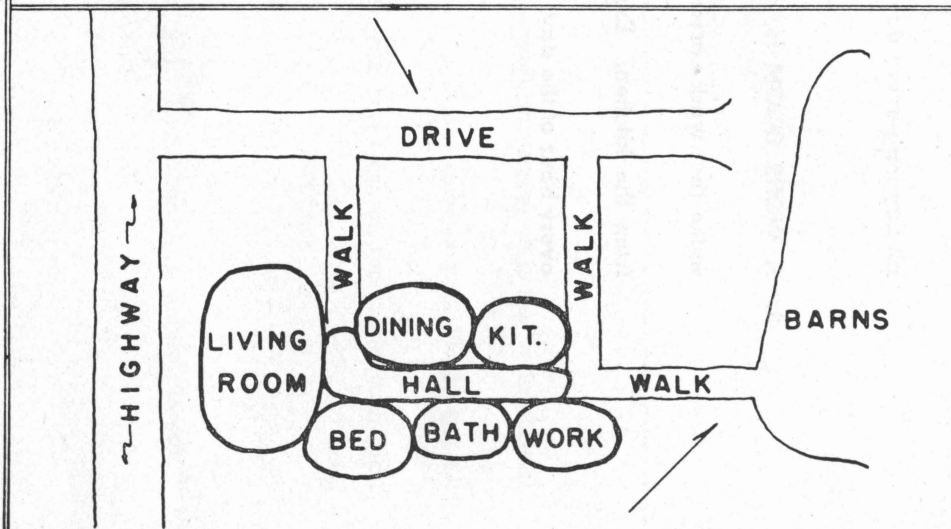 DRIVE
WALK
WALK
HIGHWAY
LIVING
ROOM
DINING
KIT.
BARNS
HALL
WALK
BED
BATH
WORK